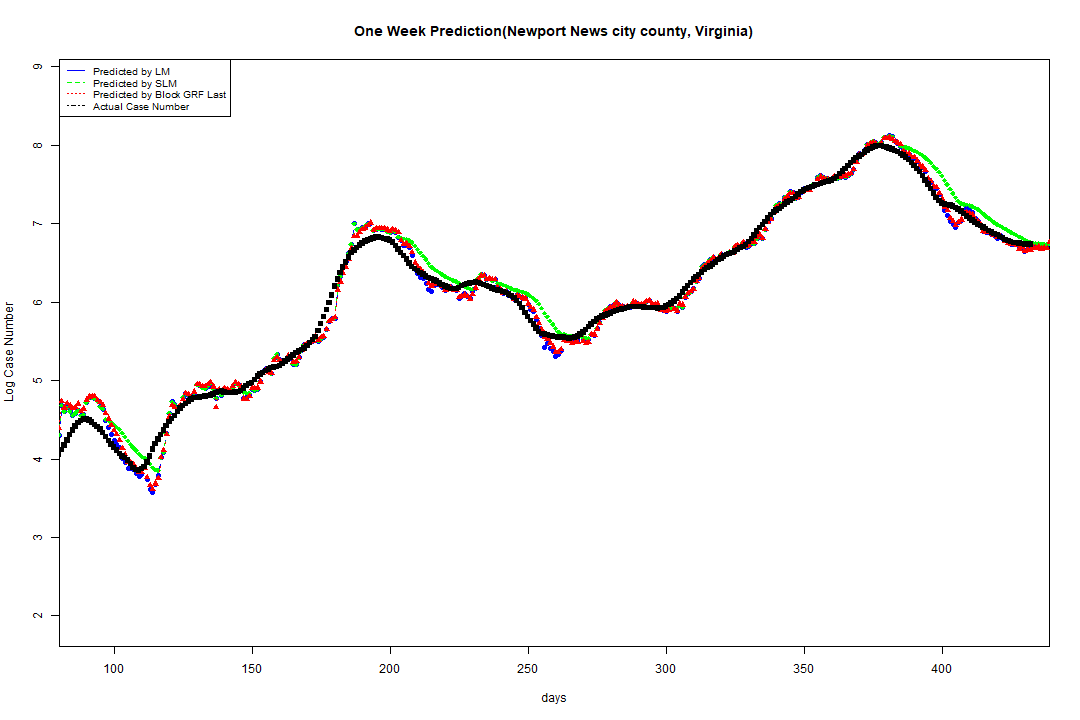 One Week Prediction(Newport News city county, Virginia)
Predicted by LM
Predicted by SLM
Predicted by Block GRF Last
Actual Case Number
9
8
7
6
5
4
3
2
Log Case Number
100 150 200 250 300 350 400
days